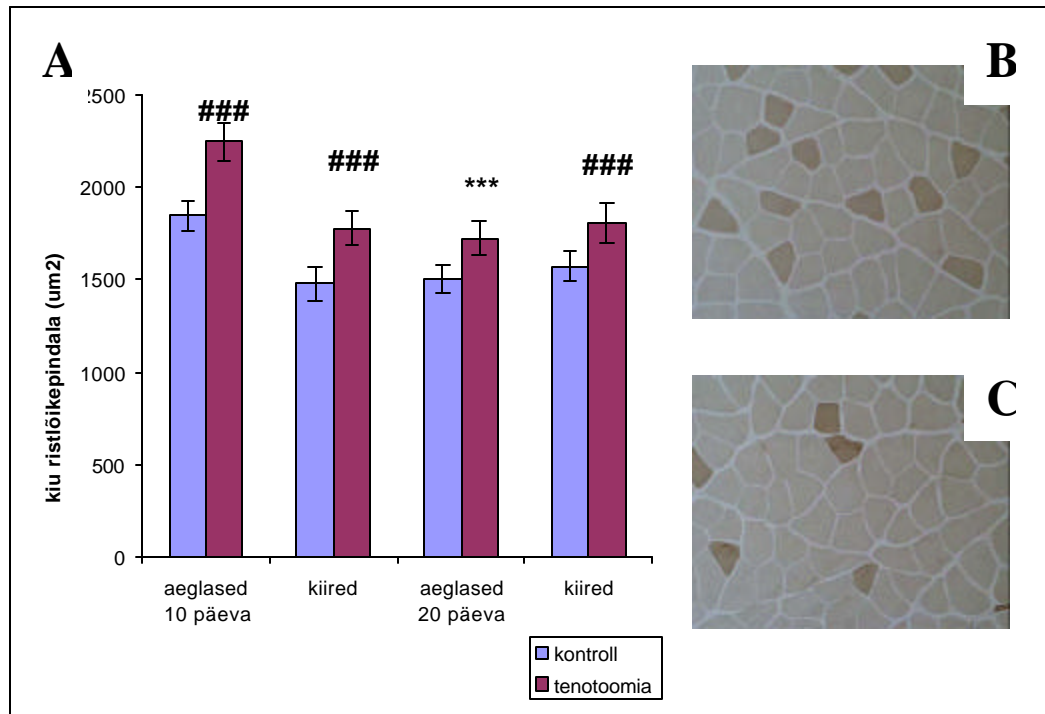 A
B
C
kiu ristlõikepindala (um2)
2500
2000
1500
1000
500
0
###
###
***
###
aeglased
10 päeva
kiired
aeglased
20 päeva
kiired
kontroll
tenotoomia